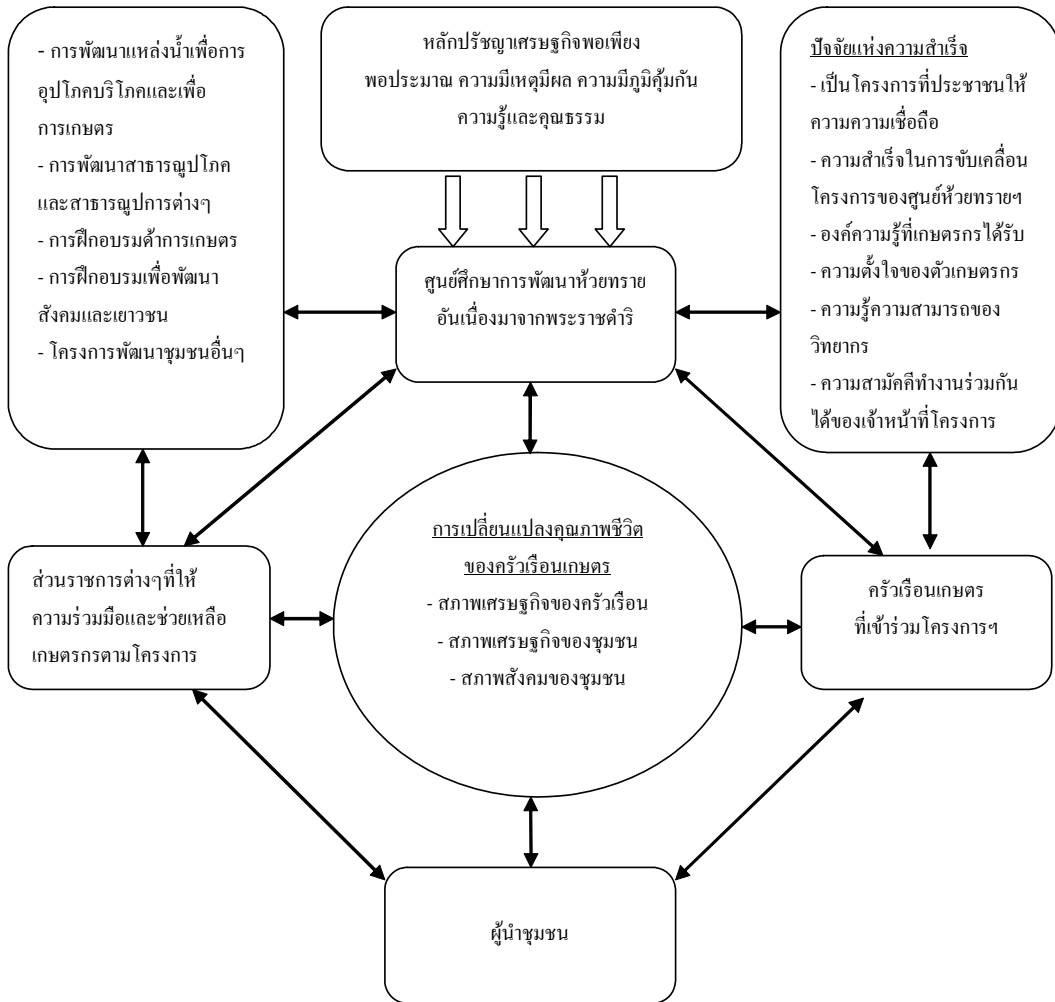 - การพัฒนาแหล่งน้ำเพื่อการ
อุปโภคบริโภคและเพื่อ
การเกษตร
- การพัฒนาสาธารณูปโภค
และสาธารณูปการต่างๆ
- การฝึกอบรมด้าการเกษตร
- การฝึกอบรมเพื่อพัฒนา
สังคมและเยาวชน
- โครงการพัฒนาชุมชนอื่นๆ
หลักปรัชญาเศรษฐกิจพอเพียง
พอประมาณ ความมีเหตุมีผล ความมีภูมิคุ้มกัน
ความรู้และคุณธรรม
ปัจจัยแห่งความสำเร็จ
- เป็นโครงการที่ประชาชนให้
ความความเชื่อถือ
- ความสำเร็จในการขับเคลื่อน
โครงการของศูนย์ห้วยทรายฯ
- องค์ความรู้ที่เกษตรกรได้รับ
- ความตั้งใจของตัวเกษตรกร
- ความรู้ความสามารถของ
วิทยากร
- ความสามัคคีทำงานร่วมกัน
ได้ของเจ้าหน้าที่โครงการ
ศูนย์ศึกษาการพัฒนาห้วยทราย
อันเนื่องมาจากพระราชดำริ
การเปลี่ยนแปลงคุณภาพชีวิต
ของครัวเรือนเกษตร
- สภาพเศรษฐกิจของครัวเรือน
- สภาพเศรษฐกิจของชุมชน
- สภาพสังคมของชุมชน
ส่วนราชการต่างๆที่ให้
ความร่วมมือและช่วยเหลือ
เกษตรกรตามโครงการ
ครัวเรือนเกษตร
ที่เข้าร่วมโครงการฯ
ผู้นำชุมชน